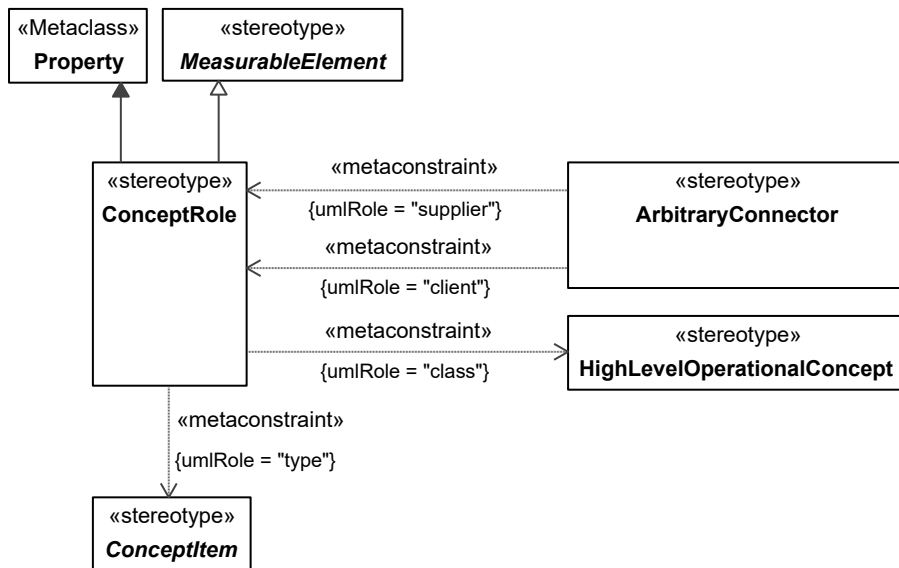 «Metaclass»
Property
«stereotype»
MeasurableElement
«stereotype»
ConceptRole
«metaconstraint»
{umlRole = "supplier"}
«metaconstraint»
{umlRole = "client"}
«stereotype»
ArbitraryConnector
«metaconstraint»
{umlRole = "class"}
«stereotype»
HighLevelOperationalConcept
«metaconstraint»
{umlRole = "type"}
«stereotype»
ConceptItem